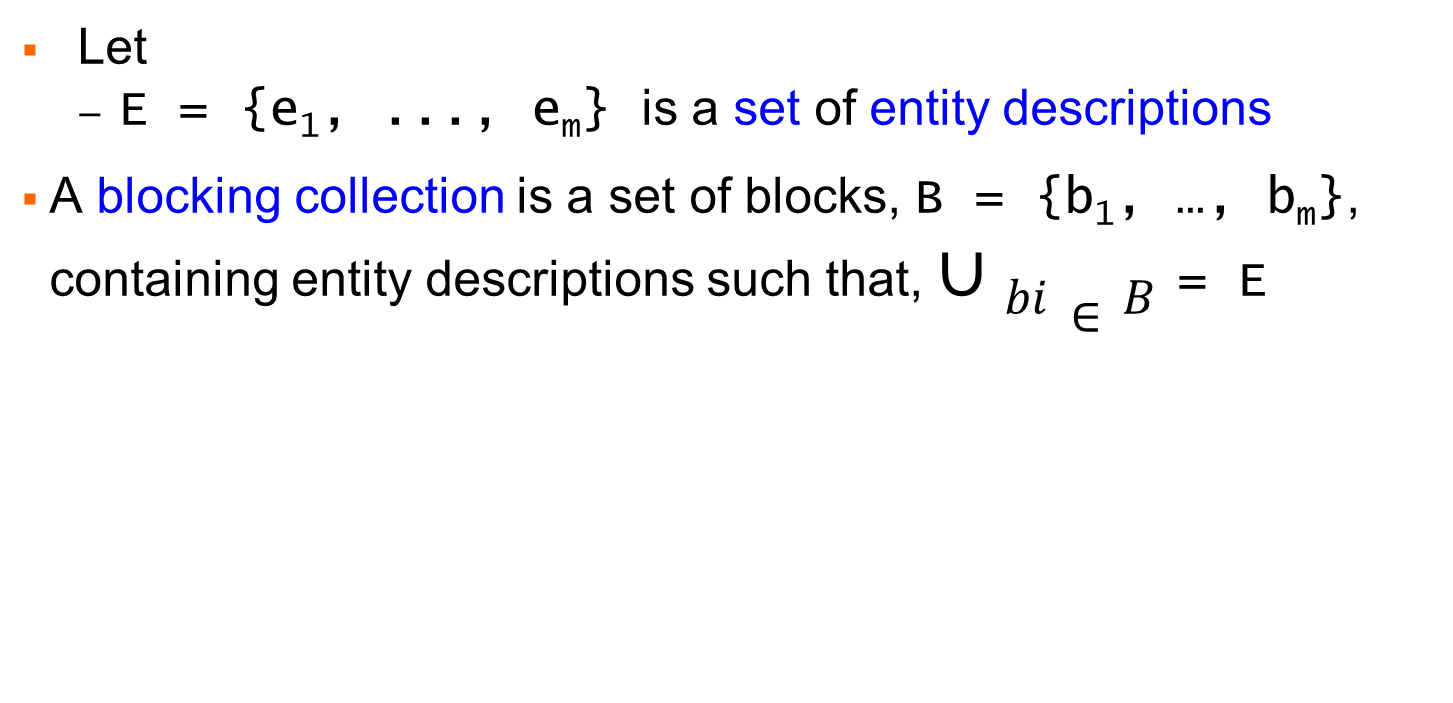 ▪ Let
– E = {e₁, ..., eₘ} is a set of entity descriptions
▪ A blocking collection is a set of blocks, B = {b₁, …, bₘ},
containing entity descriptions such that, ∪ bi ∈ B = E